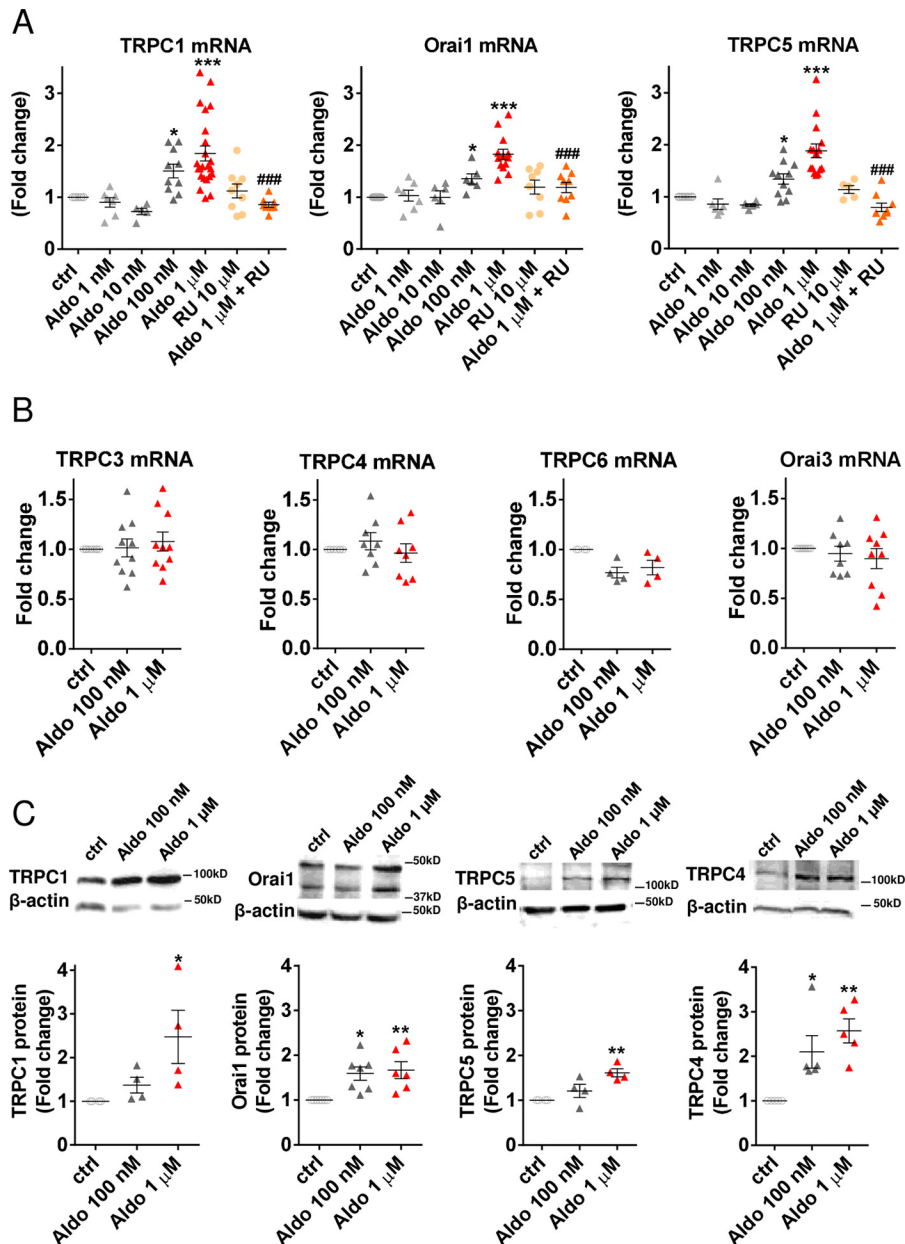 A
TRPC1 mRNA
(Fold change)
3
2
1
0
*
***
###
ctrl
Aldo 1 nM
Aldo 10 nM
Aldo 100 nM
Aldo 1 μM
RU 10 μM
Aldo 1 μM + RU
Orai1 mRNA
(Fold change)
3
2
1
0
*
***
###
ctrl
Aldo 1 nM
Aldo 10 nM
Aldo 100 nM
Aldo 1 μM
RU 10 μM
Aldo 1 μM + RU
TRPC5 mRNA
(Fold change)
3
2
1
0
*
***
###
ctrl
Aldo 1 nM
Aldo 10 nM
Aldo 100 nM
Aldo 1 μM
RU 10 μM
Aldo 1 μM + RU
B
TRPC3 mRNA
Fold change
1.5
1.0
0.5
0.0
ctrl
Aldo 100 nM
Aldo 1 μM
TRPC4 mRNA
Fold change
1.5
1.0
0.5
0.0
ctrl
Aldo 100 nM
Aldo 1 μM
TRPC6 mRNA
Fold change
1.5
1.0
0.5
0.0
ctrl
Aldo 100 nM
Aldo 1 μM
Orai3 mRNA
Fold change
1.5
1.0
0.5
0.0
ctrl
Aldo 100 nM
Aldo 1 μM
C
ctrl
Aldo 100 nM
Aldo 1 μM
TRPC1
–100kD
β-actin
–50kD
ctrl
Aldo 100 nM
Aldo 1 μM
–50kD
Orai1
–37kD
β-actin
–50kD
ctrl
Aldo 100 nM
Aldo 1 μM
TRPC5
–100kD
β-actin
–50kD
ctrl
Aldo 100 nM
Aldo 1 μM
TRPC4
–100kD
β-actin
–50kD
TRPC1 protein
(Fold change)
4
3
2
1
0
*
ctrl
Aldo 100 nM
Aldo 1 μM
Orai1 protein
(Fold change)
4
3
2
1
0
*
**
ctrl
Aldo 100 nM
Aldo 1 μM
TRPC5 protein
(Fold change)
4
3
2
1
0
**
ctrl
Aldo 100 nM
Aldo 1 μM
TRPC4 protein
(Fold change)
4
3
2
1
0
*
**
ctrl
Aldo 100 nM
Aldo 1 μM